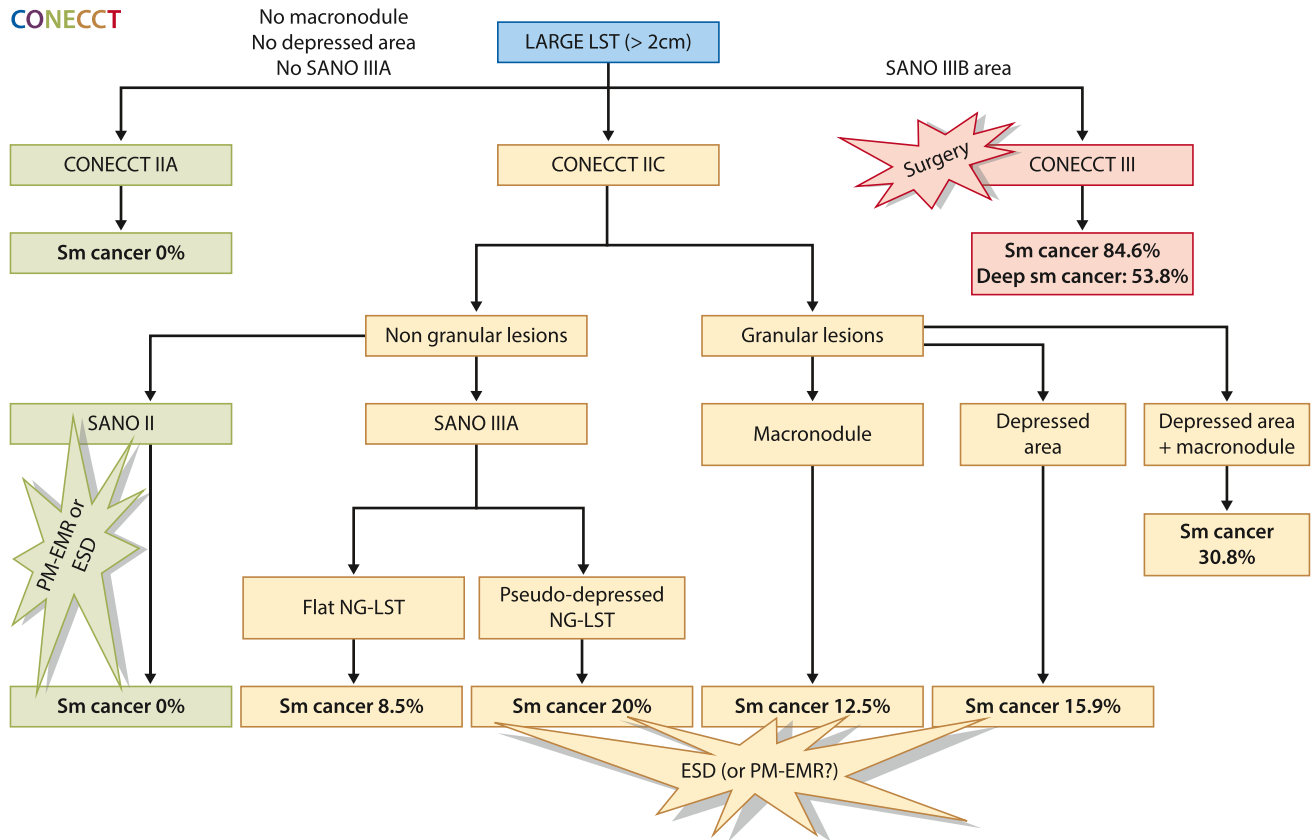 CONECCT
No macronodule
No depressed area
No SANO IIIA
LARGE LST (> 2cm)
SANO IIIB area
CONECCT IIA
CONECCT IIC
Surgery
CONECCT III
Sm cancer 0%
Sm cancer 84.6%
Deep sm cancer: 53.8%
Non granular lesions
Granular lesions
SANO II
SANO IIIA
Macronodule
Depressed
area
Depressed area
+ macronodule
PM-EMR or
ESD
Sm cancer
30.8%
Flat NG-LST
Pseudo-depressed
NG-LST
Sm cancer 0%
Sm cancer 8.5%
Sm cancer 20%
Sm cancer 12.5%
Sm cancer 15.9%
ESD (or PM-EMR?)